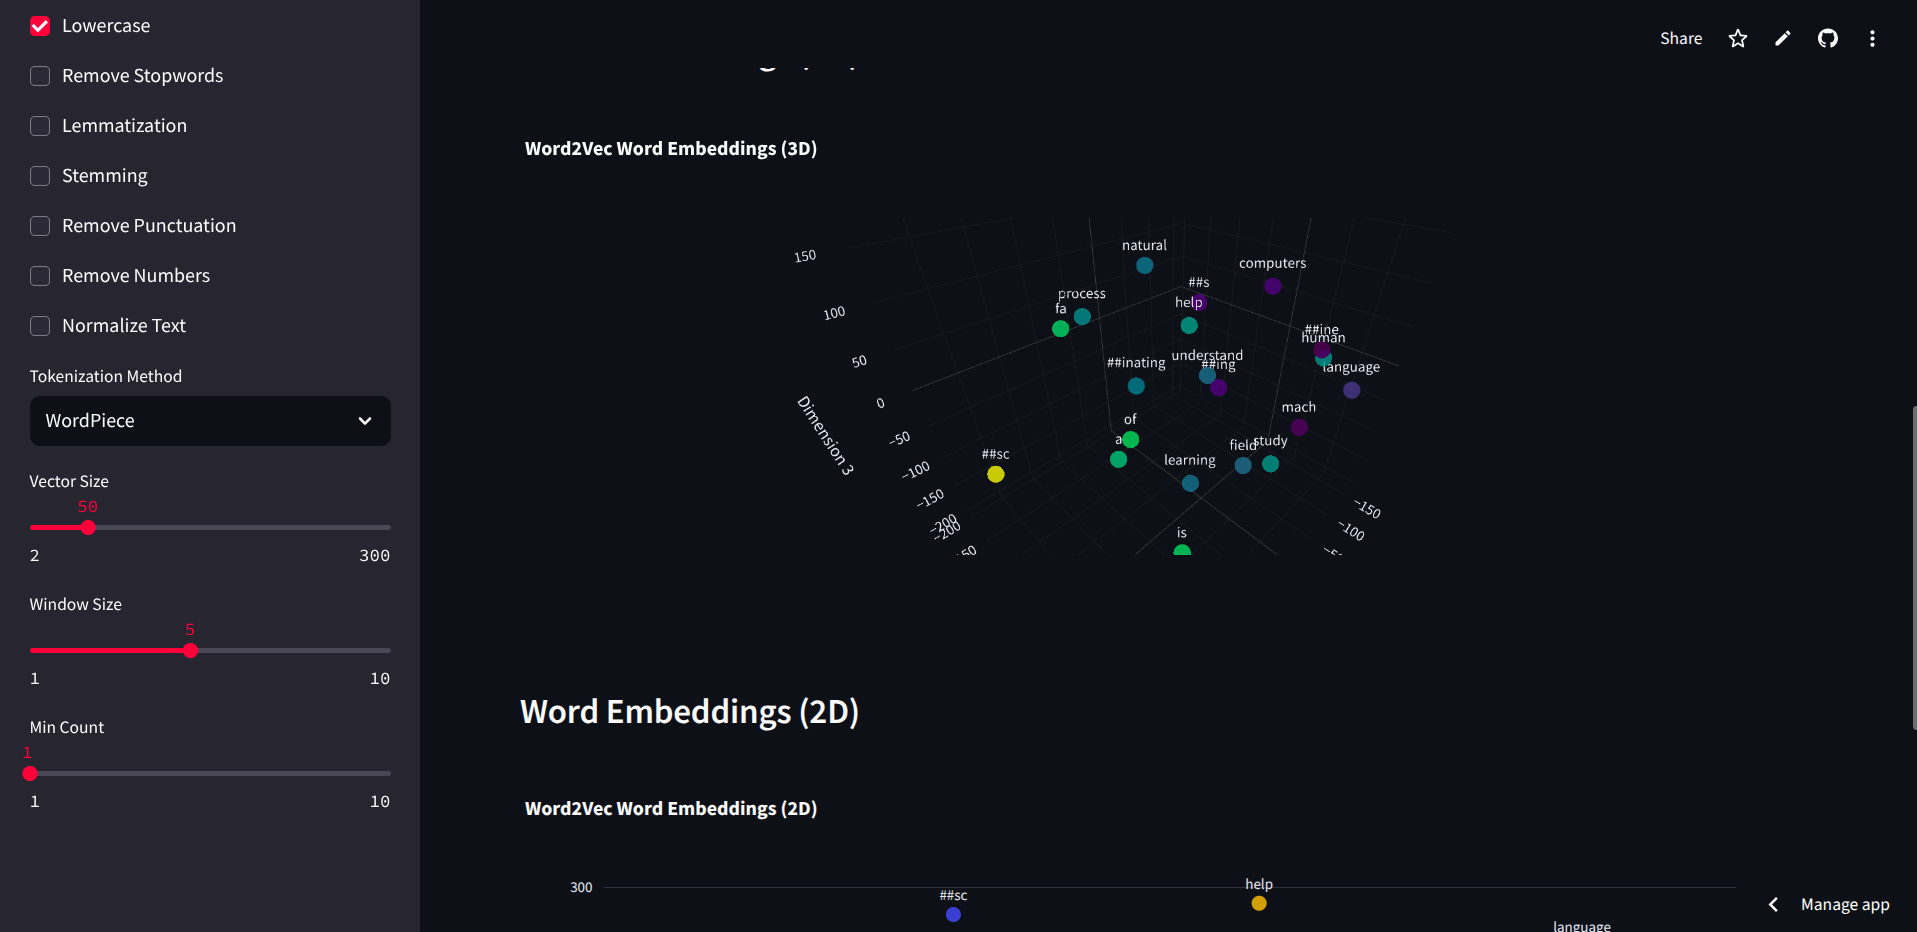 Lowercase
Remove Stopwords
Lemmatization
Stemming
Remove Punctuation
Remove Numbers
Normalize Text
Tokenization Method
WordPiece
Vector Size
50
2
300
Window Size
5
1
10
Min Count
1
1
10
Share
Word2Vec Word Embeddings (3D)
natural
computers
##s
process
help
fa
##ine
human
understand
##inating
##ing
language
mach
of
a
field
study
learning
##sc
is
150
100
50
0
−50
−100
−150
−200
−200
Dimension 3
−150
−100
Word Embeddings (2D)
Word2Vec Word Embeddings (2D)
300
##sc
help
language
Manage app